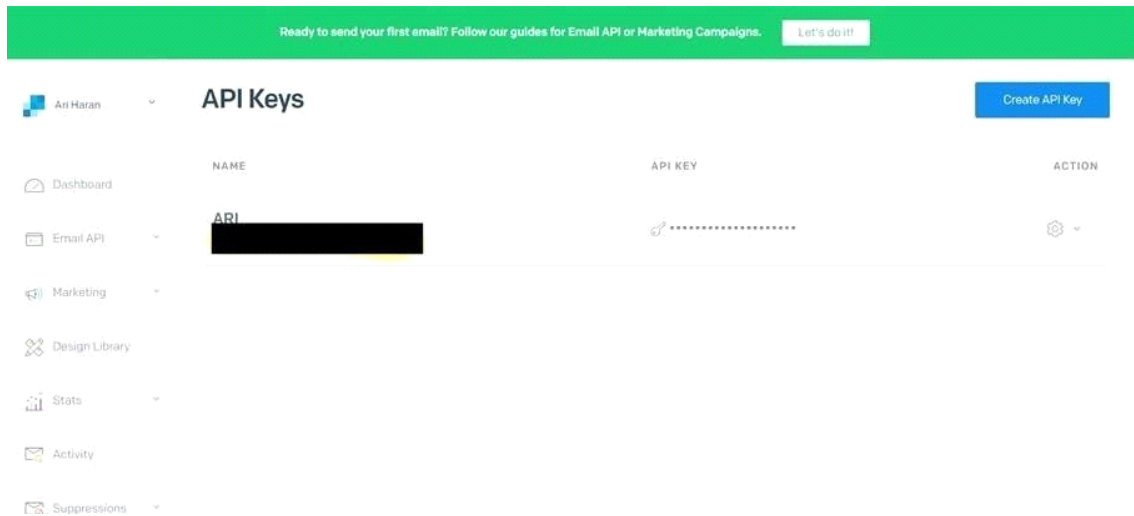 Ready to send your first email? Follow our guides for Email API or Marketing Campaigns. Let's do it!
Ari Haran
API Keys
Create API Key
NAME API KEY ACTION
Dashboard
ARI
••••••••••••••••••••
Email API
Marketing
Design Library
Stats
Activity
Suppressions